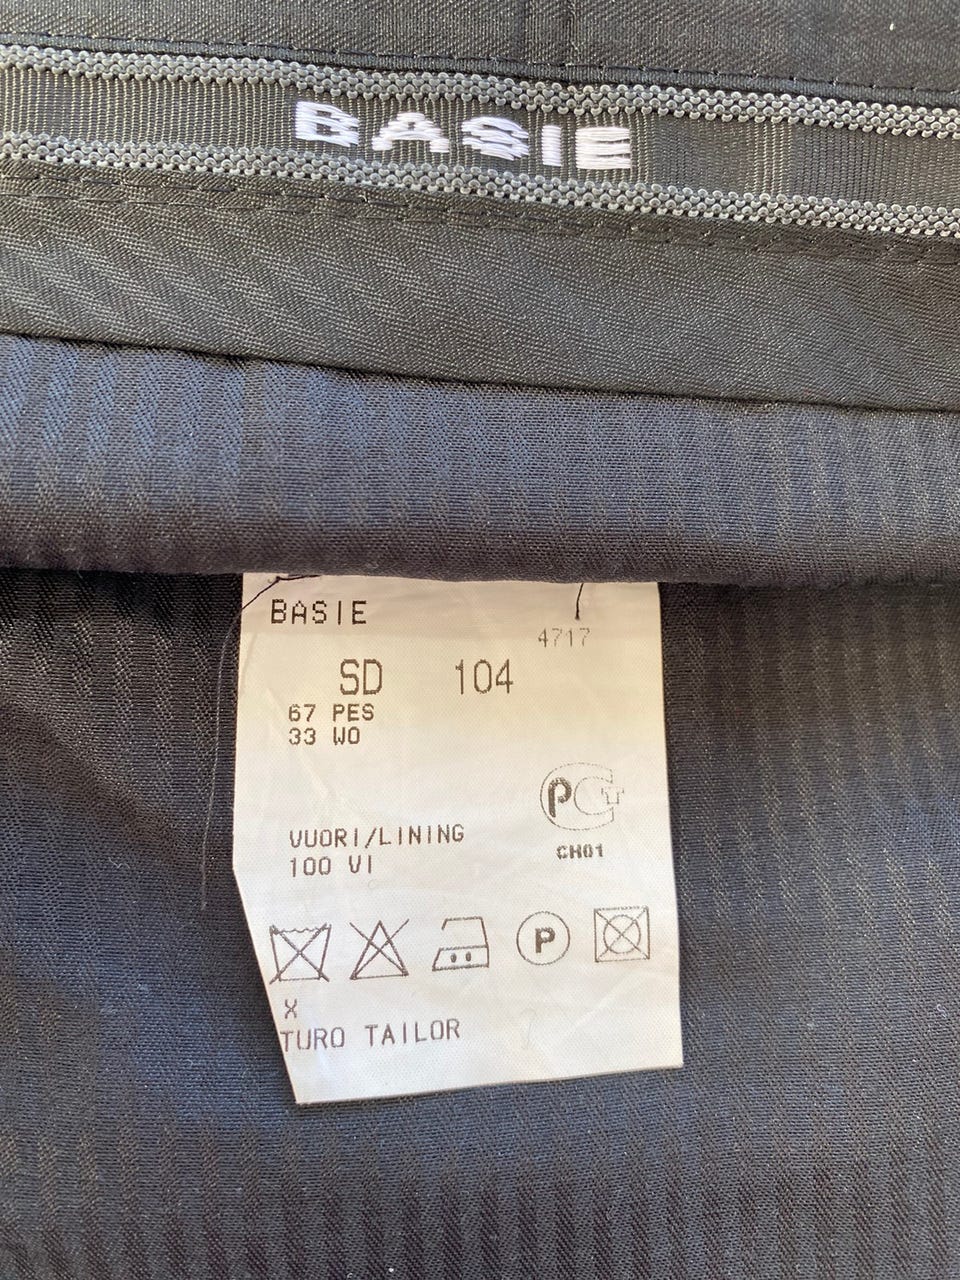 BASIE
BASIE
4717
SD 104
67 PES
33 WO
PCT
CH01
VUORI/LINING
100 VI
P
X
TURO TAILOR